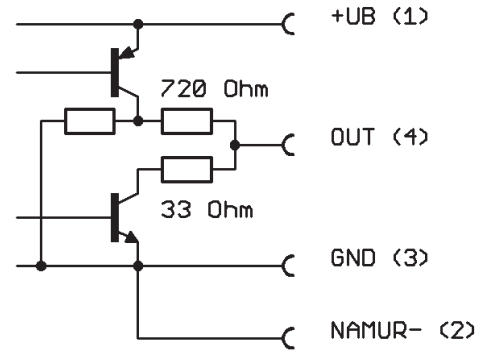 +UB (1)
720 Ohm
OUT (4)
33 Ohm
GND (3)
NAMUR- (2)